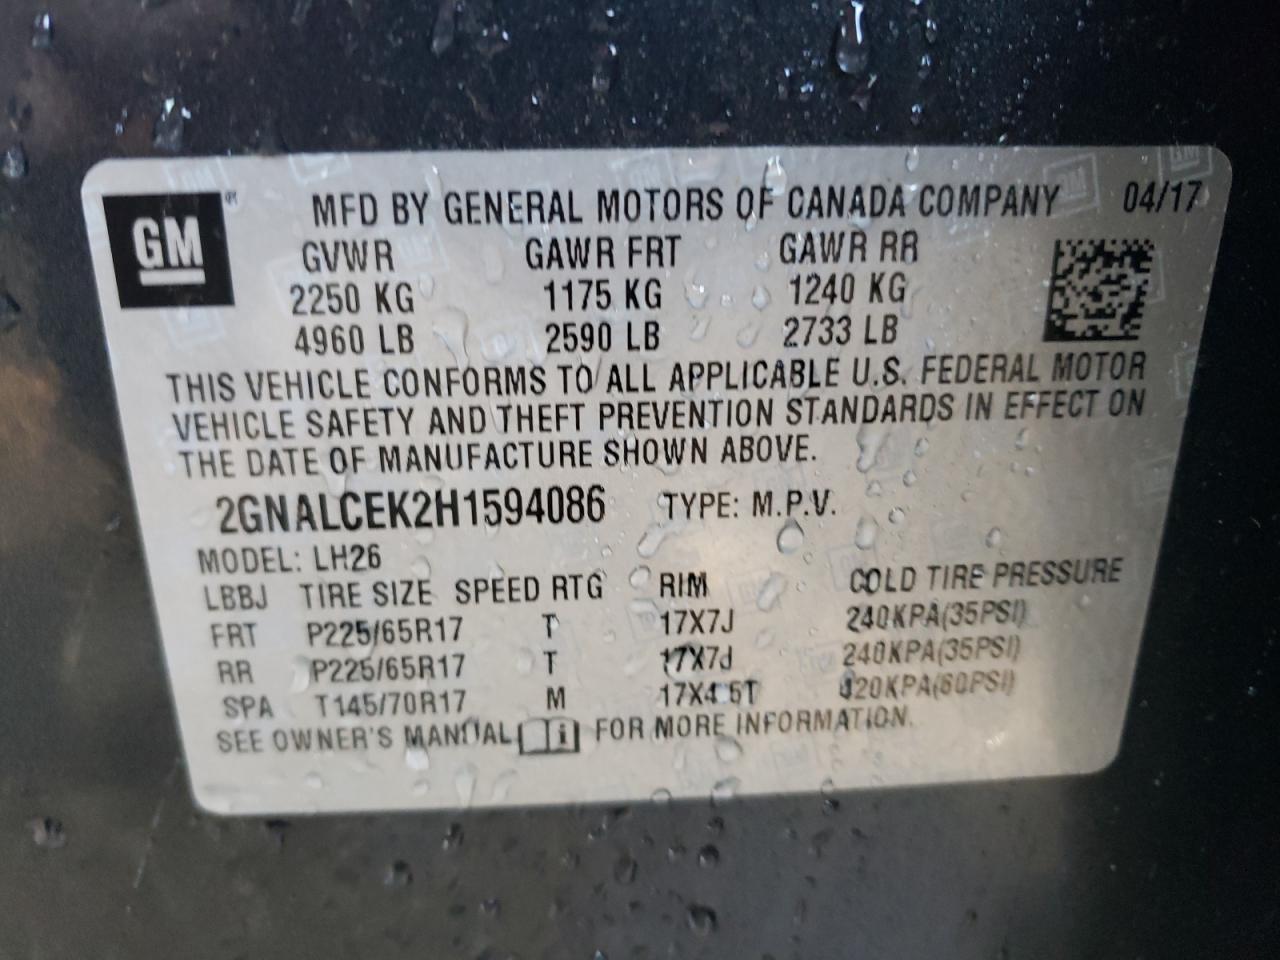 GM
MFD BY GENERAL MOTORS OF CANADA COMPANY 04/17
GVWR GAWR FRT GAWR RR
2250 KG 1175 KG 1240 KG
4960 LB 2590 LB 2733 LB
THIS VEHICLE CONFORMS TO ALL APPLICABLE U.S. FEDERAL MOTOR
VEHICLE SAFETY AND THEFT PREVENTION STANDARDS IN EFFECT ON
THE DATE OF MANUFACTURE SHOWN ABOVE.
2GNALCEK2H1594086 TYPE: M.P.V.
MODEL: LH26
LBBJ TIRE SIZE SPEED RTG RIM COLD TIRE PRESSURE
FRT P225/65R17 T 17X7J 240KPA(35PSI)
RR P225/65R17 T 17X7J 240KPA(35PSI)
SPA T145/70R17 M 17X4.5T 420KPA(60PSI)
SEE OWNER'S MANUAL i FOR MORE INFORMATION.